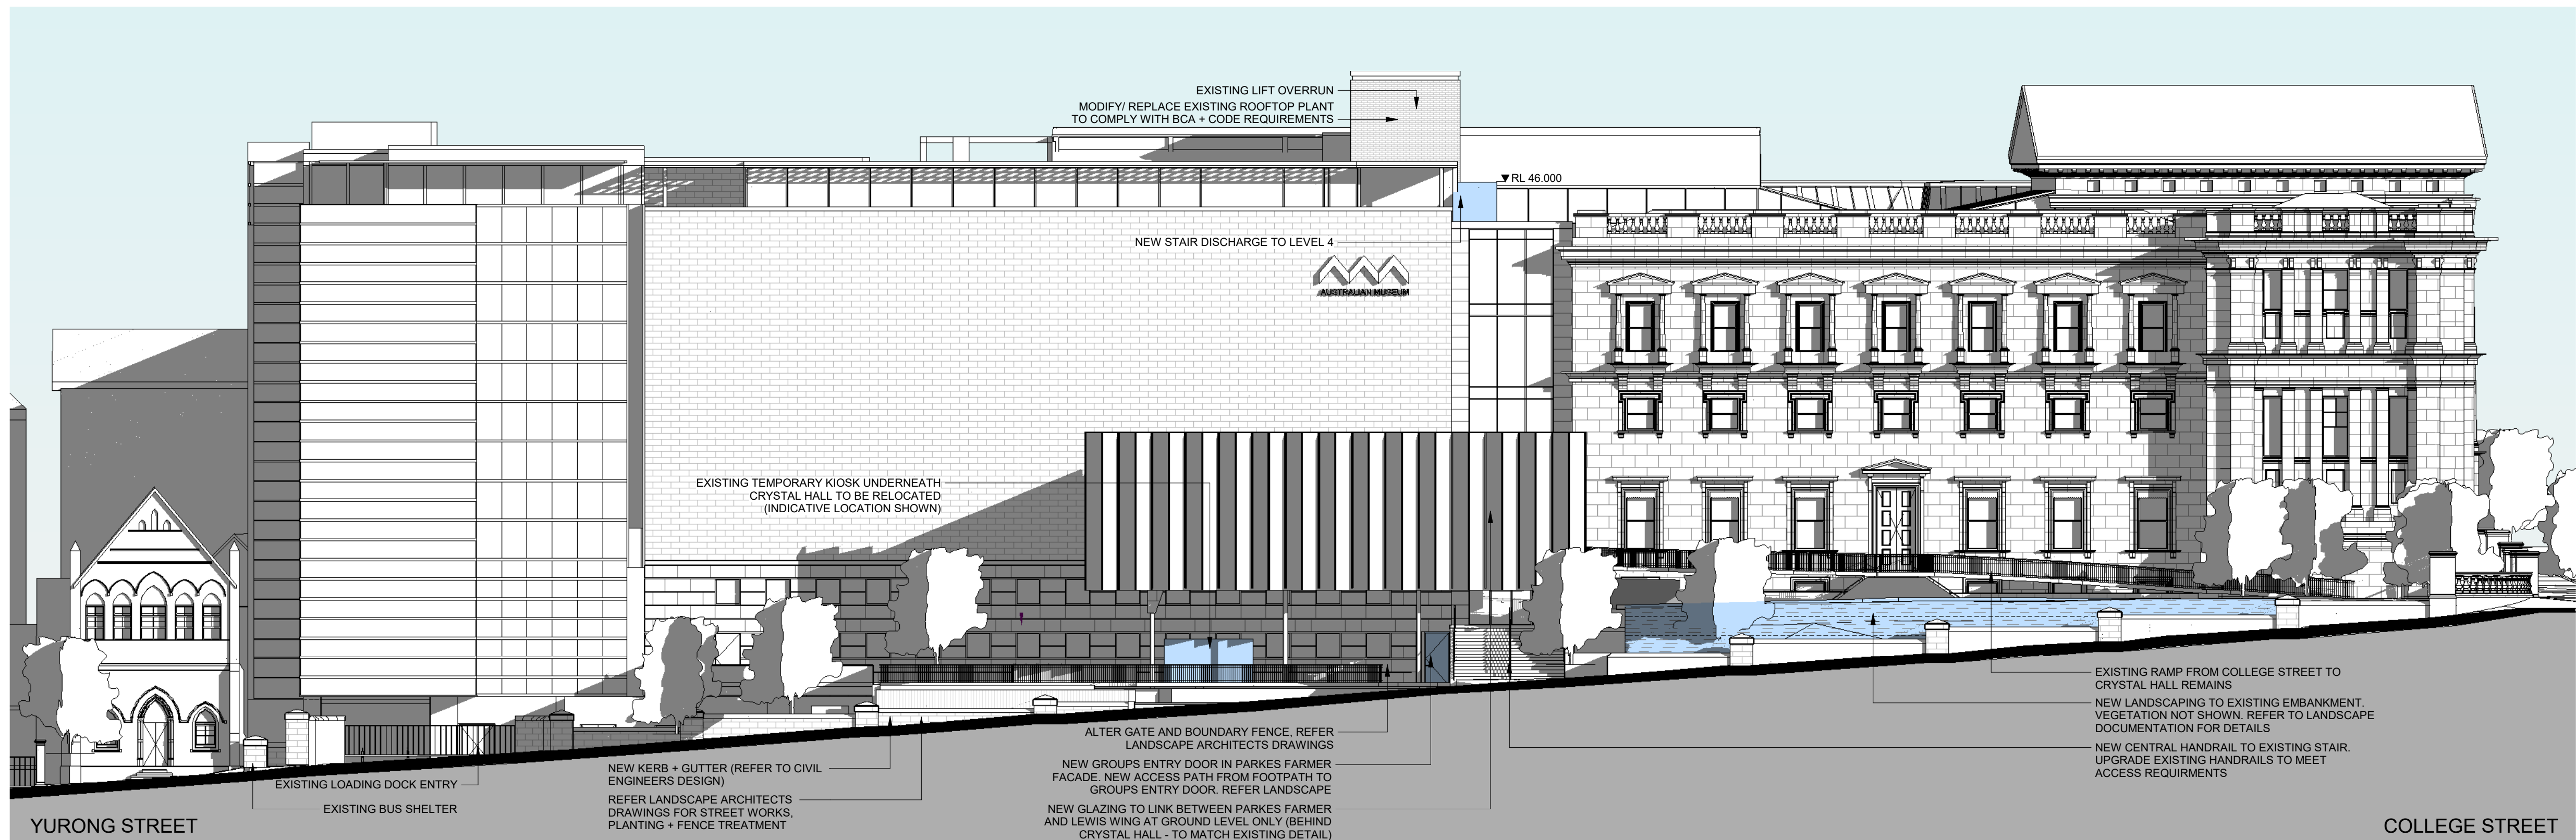 EXISTING LIFT OVERRUN
MODIFY/ REPLACE EXISTING ROOFTOP PLANT
TO COMPLY WITH BCA + CODE REQUIREMENTS
RL 46.000
NEW STAIR DISCHARGE TO LEVEL 4
AUSTRALIAN MUSEUM
EXISTING TEMPORARY KIOSK UNDERNEATH
CRYSTAL HALL TO BE RELOCATED
(INDICATIVE LOCATION SHOWN)
EXISTING LOADING DOCK ENTRY
EXISTING BUS SHELTER
NEW KERB + GUTTER (REFER TO CIVIL
ENGINEERS DESIGN)
REFER LANDSCAPE ARCHITECTS
DRAWINGS FOR STREET WORKS,
PLANTING + FENCE TREATMENT
ALTER GATE AND BOUNDARY FENCE, REFER
LANDSCAPE ARCHITECTS DRAWINGS
NEW GROUPS ENTRY DOOR IN PARKES FARMER
FACADE. NEW ACCESS PATH FROM FOOTPATH TO
GROUPS ENTRY DOOR. REFER LANDSCAPE
NEW GLAZING TO LINK BETWEEN PARKES FARMER
AND LEWIS WING AT GROUND LEVEL ONLY (BEHIND
CRYSTAL HALL - TO MATCH EXISTING DETAIL)
EXISTING RAMP FROM COLLEGE STREET TO
CRYSTAL HALL REMAINS
NEW LANDSCAPING TO EXISTING EMBANKMENT.
VEGETATION NOT SHOWN. REFER TO LANDSCAPE
DOCUMENTATION FOR DETAILS
NEW CENTRAL HANDRAIL TO EXISTING STAIR.
UPGRADE EXISTING HANDRAILS TO MEET
ACCESS REQUIRMENTS
YURONG STREET
COLLEGE STREET